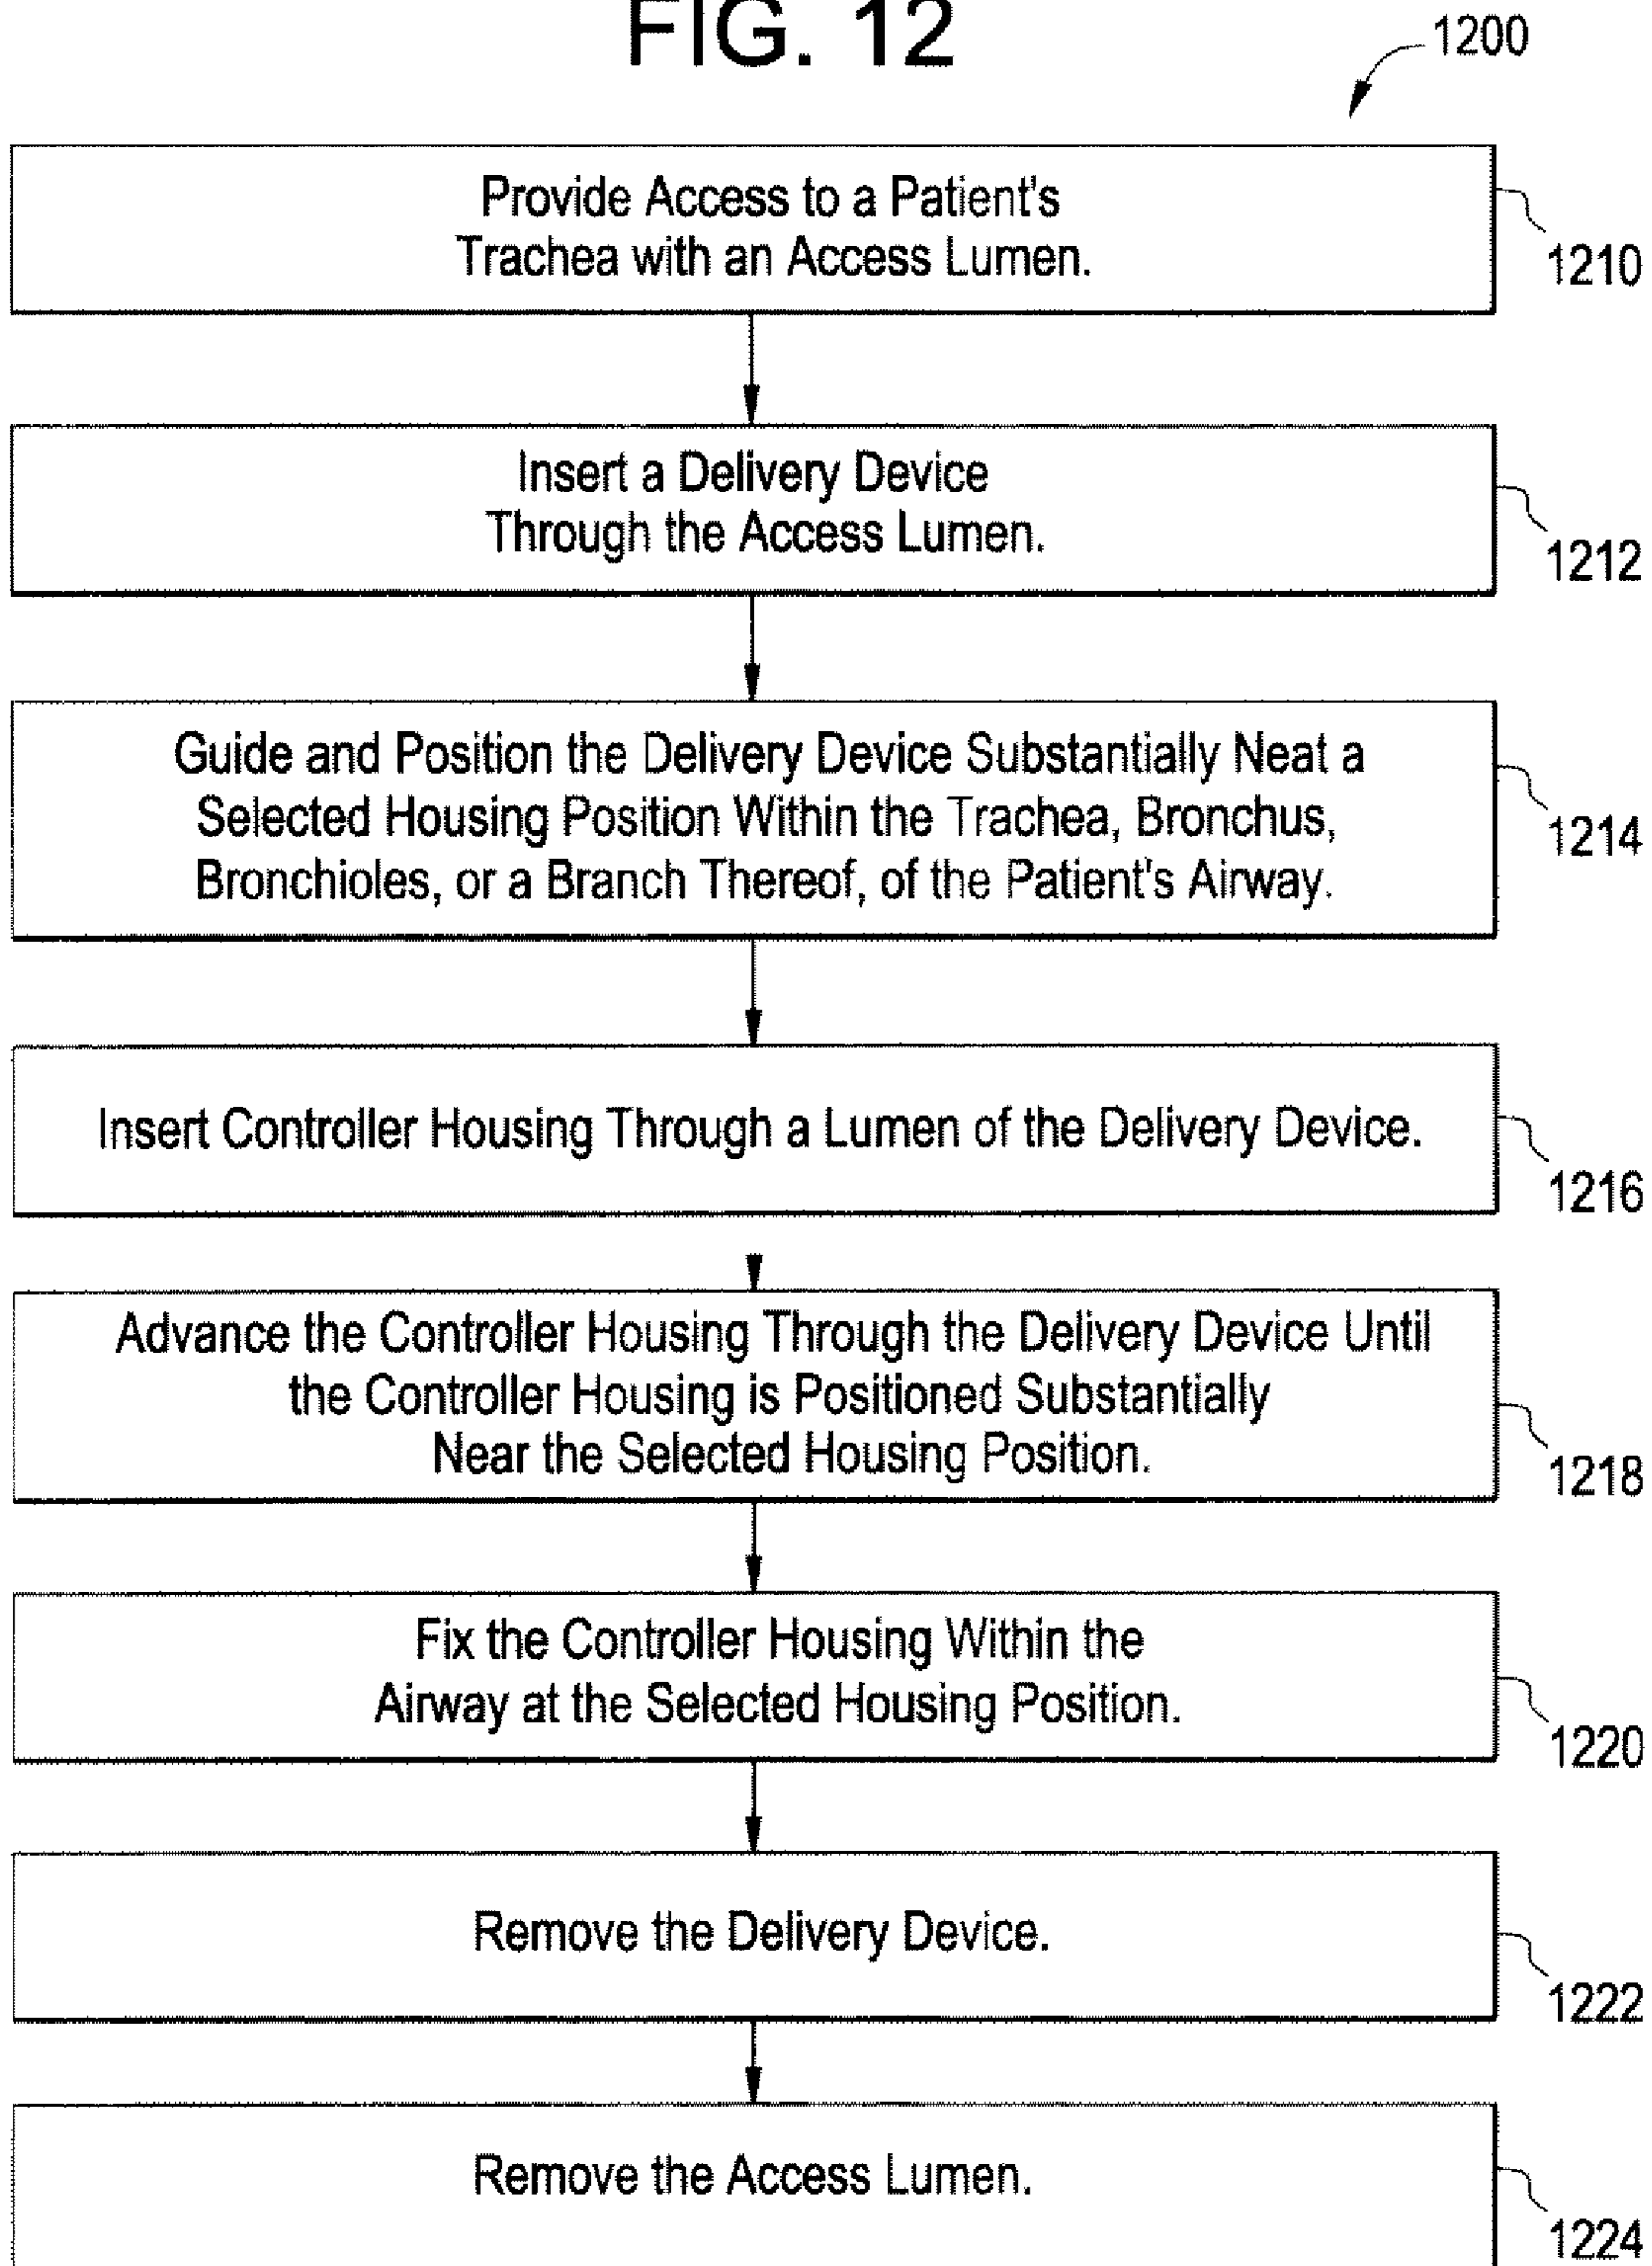 FIG. 12
1200
Provide Access to a Patient's
Trachea with an Access Lumen.
1210
Insert a Delivery Device
Through the Access Lumen.
1212
Guide and Position the Delivery Device Substantially Neat a
Selected Housing Position Within the Trachea, Bronchus,
Bronchioles, or a Branch Thereof, of the Patient's Airway.
1214
Insert Controller Housing Through a Lumen of the Delivery Device.
1216
Advance the Controller Housing Through the Delivery Device Until
the Controller Housing is Positioned Substantially
Near the Selected Housing Position.
1218
Fix the Controller Housing Within the
Airway at the Selected Housing Position.
1220
Remove the Delivery Device.
1222
Remove the Access Lumen.
1224